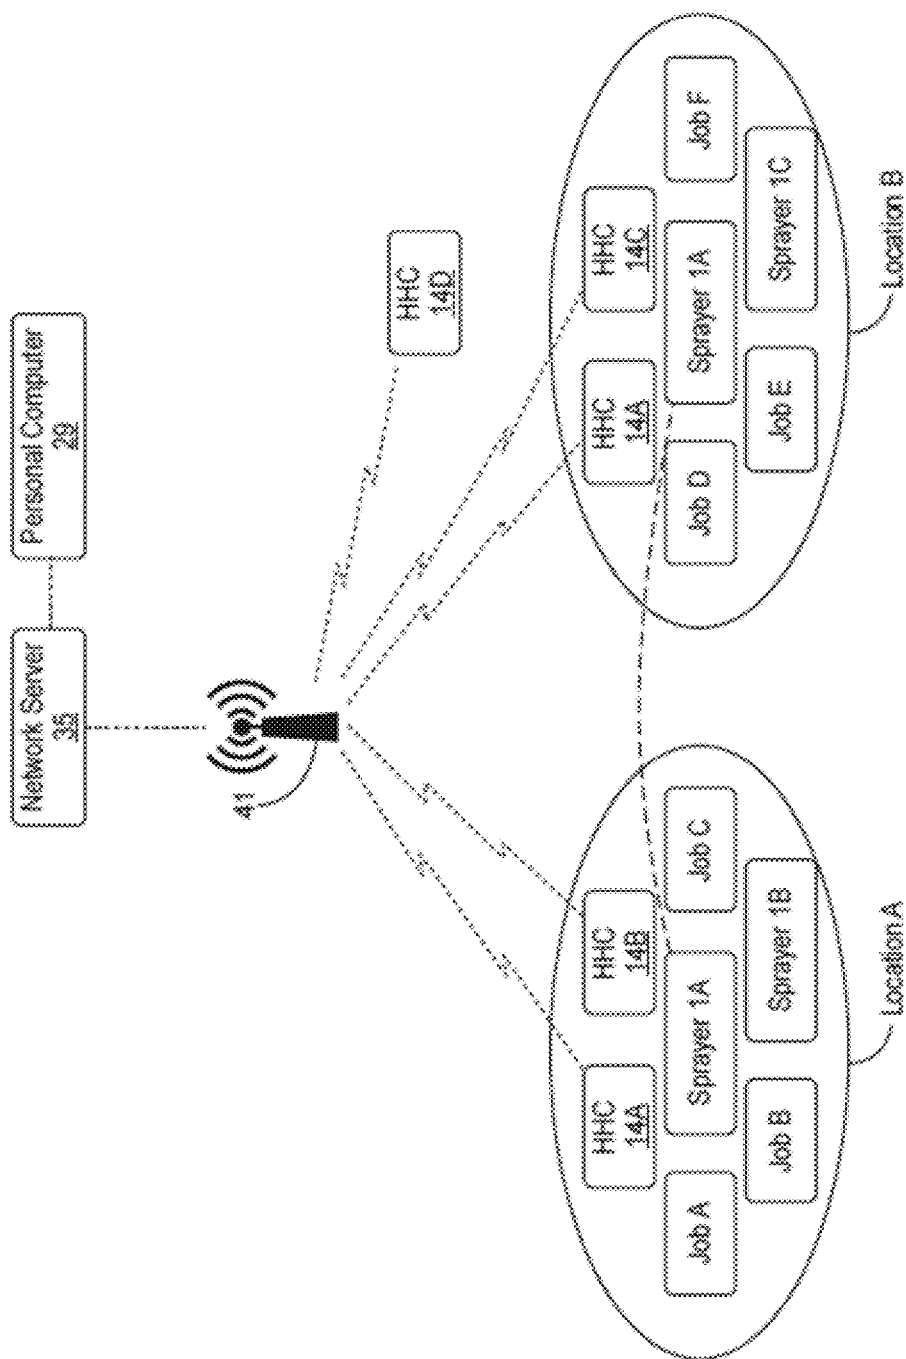 Network Server
35
Personal Computer
29
41
HHC
14D
HHC
14A
HHC
14B
Job A
Sprayer 1A
Job C
Job B
Sprayer 1B
Location A
HHC
14A
HHC
14C
Job D
Sprayer 1A
Job F
Job E
Sprayer 1C
Location B